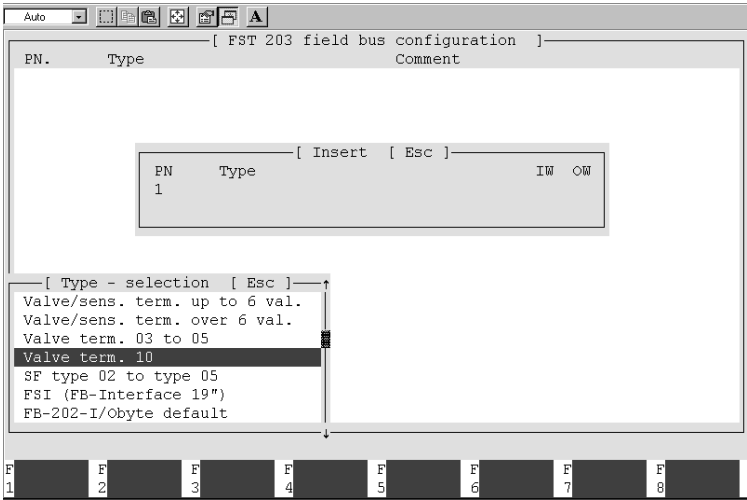 Auto A
[ FST 203 field bus configuration ]
PN. Type Comment
[ Insert [ Esc ]
PN Type IW OW
1
[ Type - selection [ Esc ]
Valve/sens. term. up to 6 val.
Valve/sens. term. over 6 val.
Valve term. 03 to 05
Valve term. 10
SF type 02 to type 05
FSI (FB-Interface 19")
FB-202-I/Obyte default
F F F F F F F F
1 2 3 4 5 6 7 8